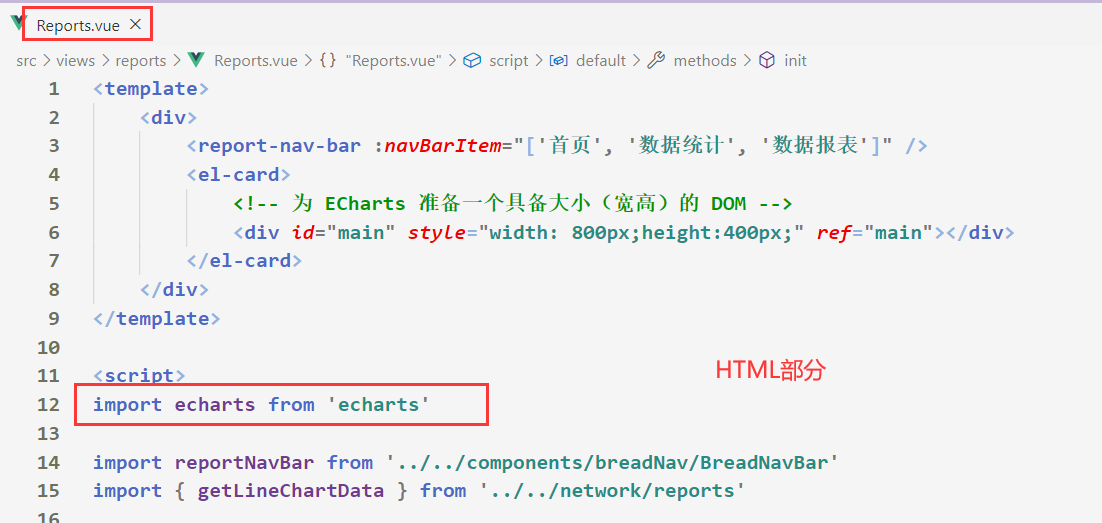 Reports.vue ×
src > views > reports > Reports.vue > {} "Reports.vue" > script > default > methods > init
1 <template>
2 <div>
3 <report-nav-bar :navBarItem="['首页', '数据统计', '数据报表']" />
4 <el-card>
5 <!-- 为 ECharts 准备一个具备大小（宽高）的 DOM -->
6 <div id="main" style="width: 800px;height:400px;" ref="main"></div>
7 </el-card>
8 </div>
9 </template>
10
11 <script>
HTML部分
12 import echarts from 'echarts'
13
14 import reportNavBar from '../../components/breadNav/BreadNavBar'
15 import { getLineChartData } from '../../network/reports'
16